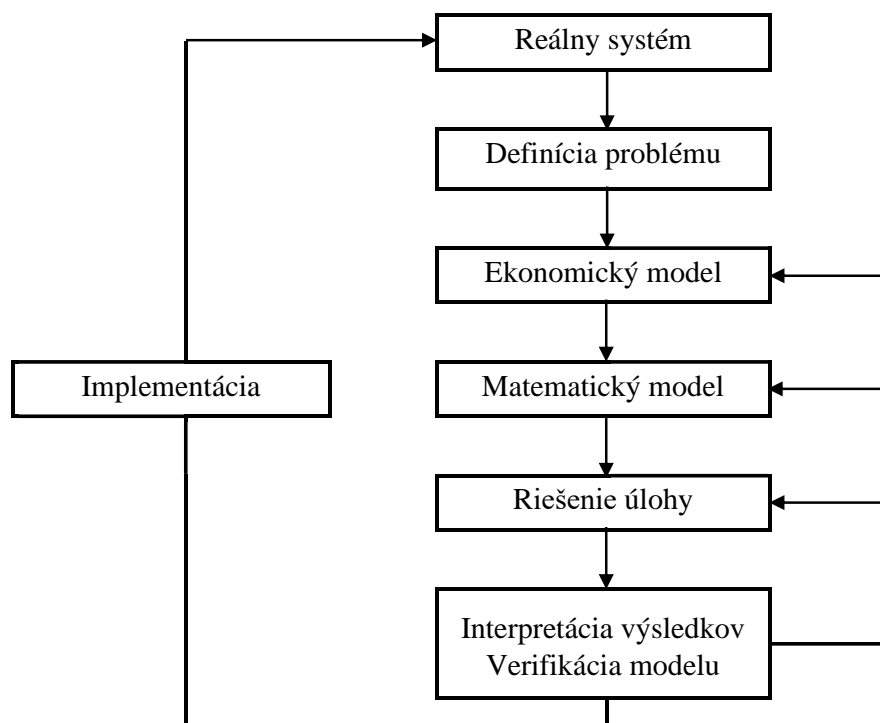 Reálny systém
Definícia problému
Ekonomický model
Implementácia
Matematický model
Riešenie úlohy
Interpretácia výsledkov
Verifikácia modelu